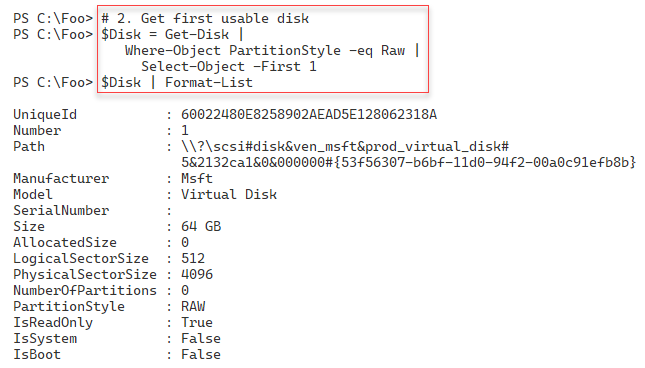 PS C:\Foo> # 2. Get first usable disk
PS C:\Foo> $Disk = Get-Disk |
Where-Object PartitionStyle -eq Raw |
Select-Object -First 1
PS C:\Foo> $Disk | Format-List
UniqueId : 60022480E8258902AEAD5E128062318A
Number : 1
Path : \\?\scsi#disk&ven_msft&prod_virtual_disk#
5&2132ca1&0&000000#{53f56307-b6bf-11d0-94f2-00a0c91efb8b}
Manufacturer : Msft
Model : Virtual Disk
SerialNumber :
Size : 64 GB
AllocatedSize : 0
LogicalSectorSize : 512
PhysicalSectorSize : 4096
NumberOfPartitions : 0
PartitionStyle : RAW
IsReadOnly : True
IsSystem : False
IsBoot : False